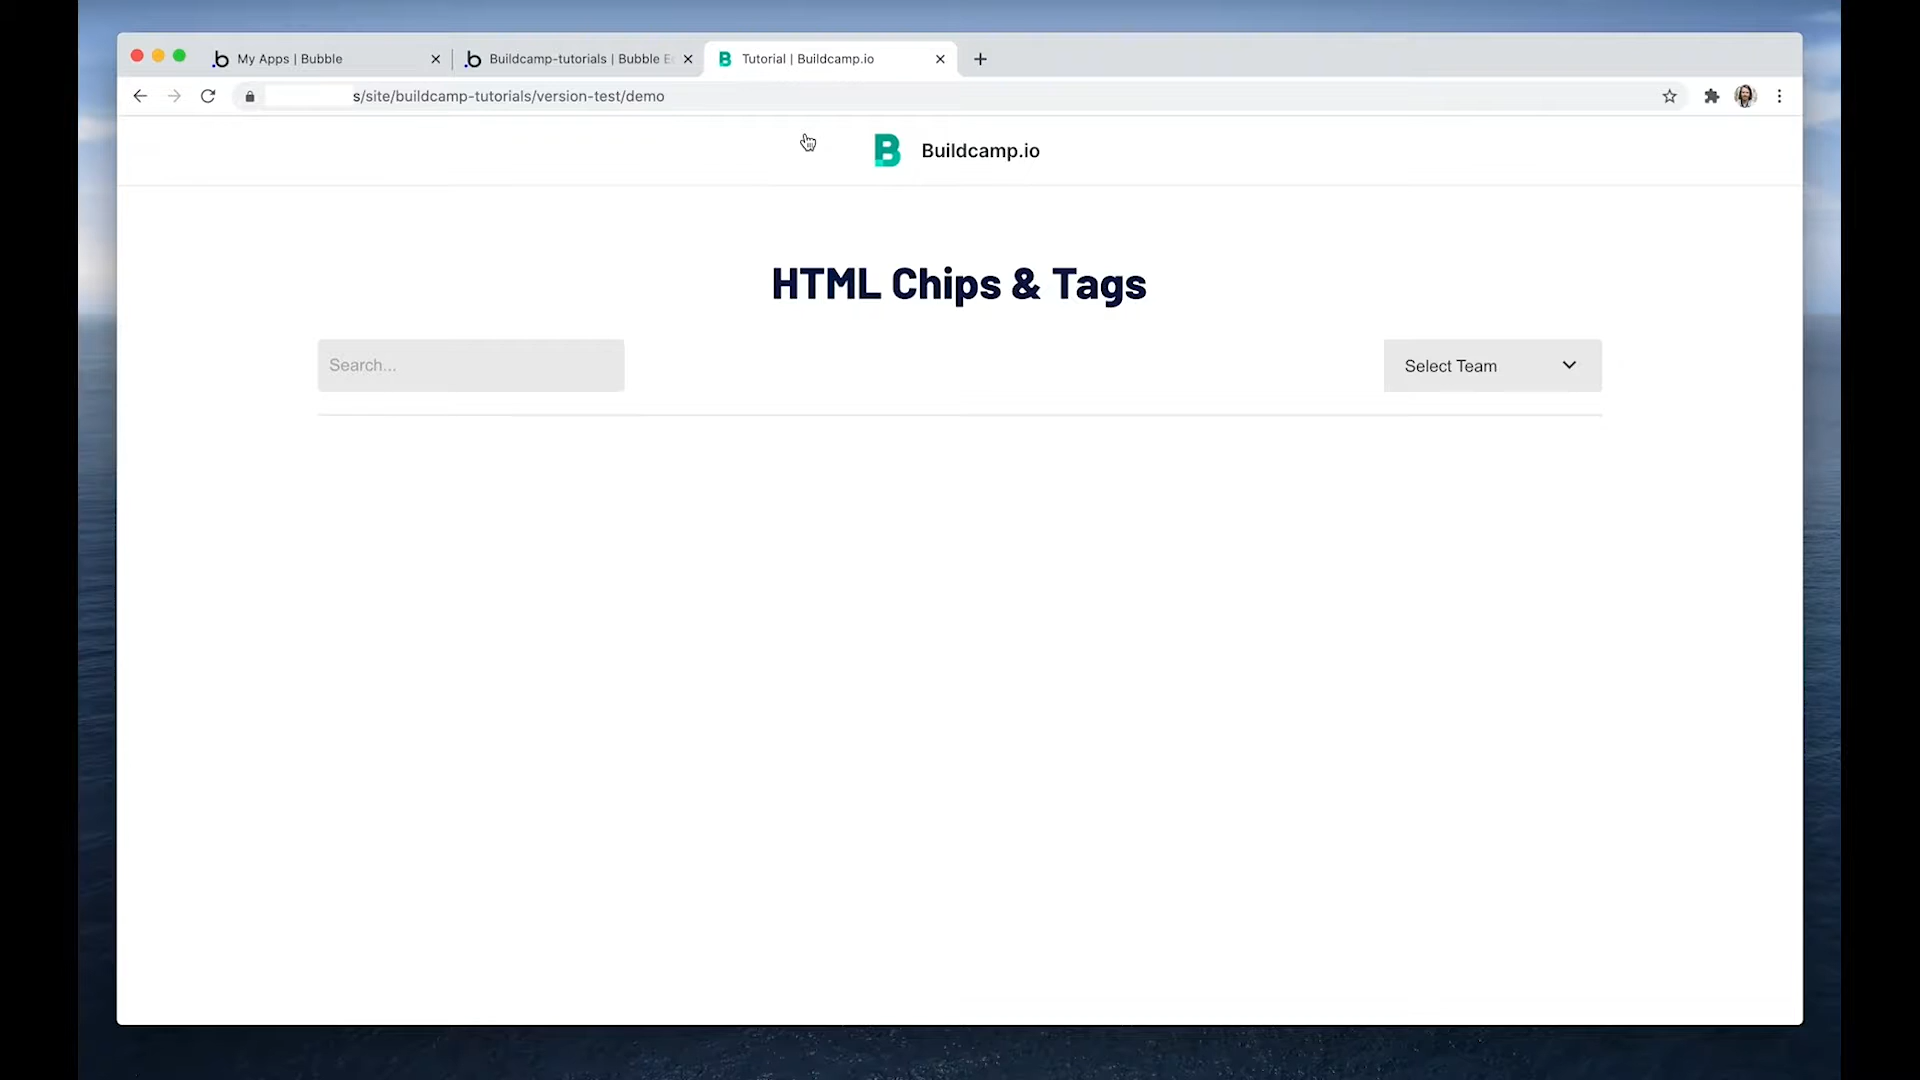 My Apps | Bubble
Buildcamp-tutorials | Bubble E
Tutorial | Buildcamp.io
s/site/buildcamp-tutorials/version-test/demo
Buildcamp.io
HTML Chips & Tags
Search...
Select Team